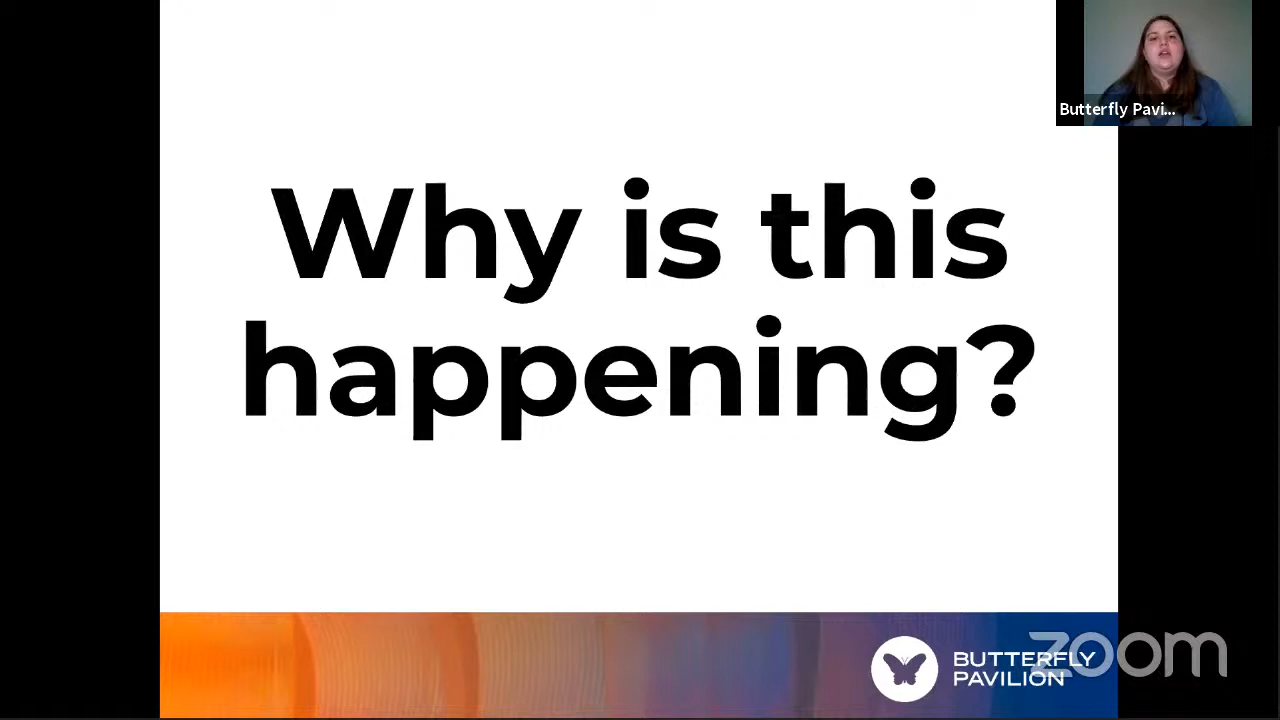 Butterfly Pavi...
Why is this
happening?
BUTTERFLY
PAVILION
zoom